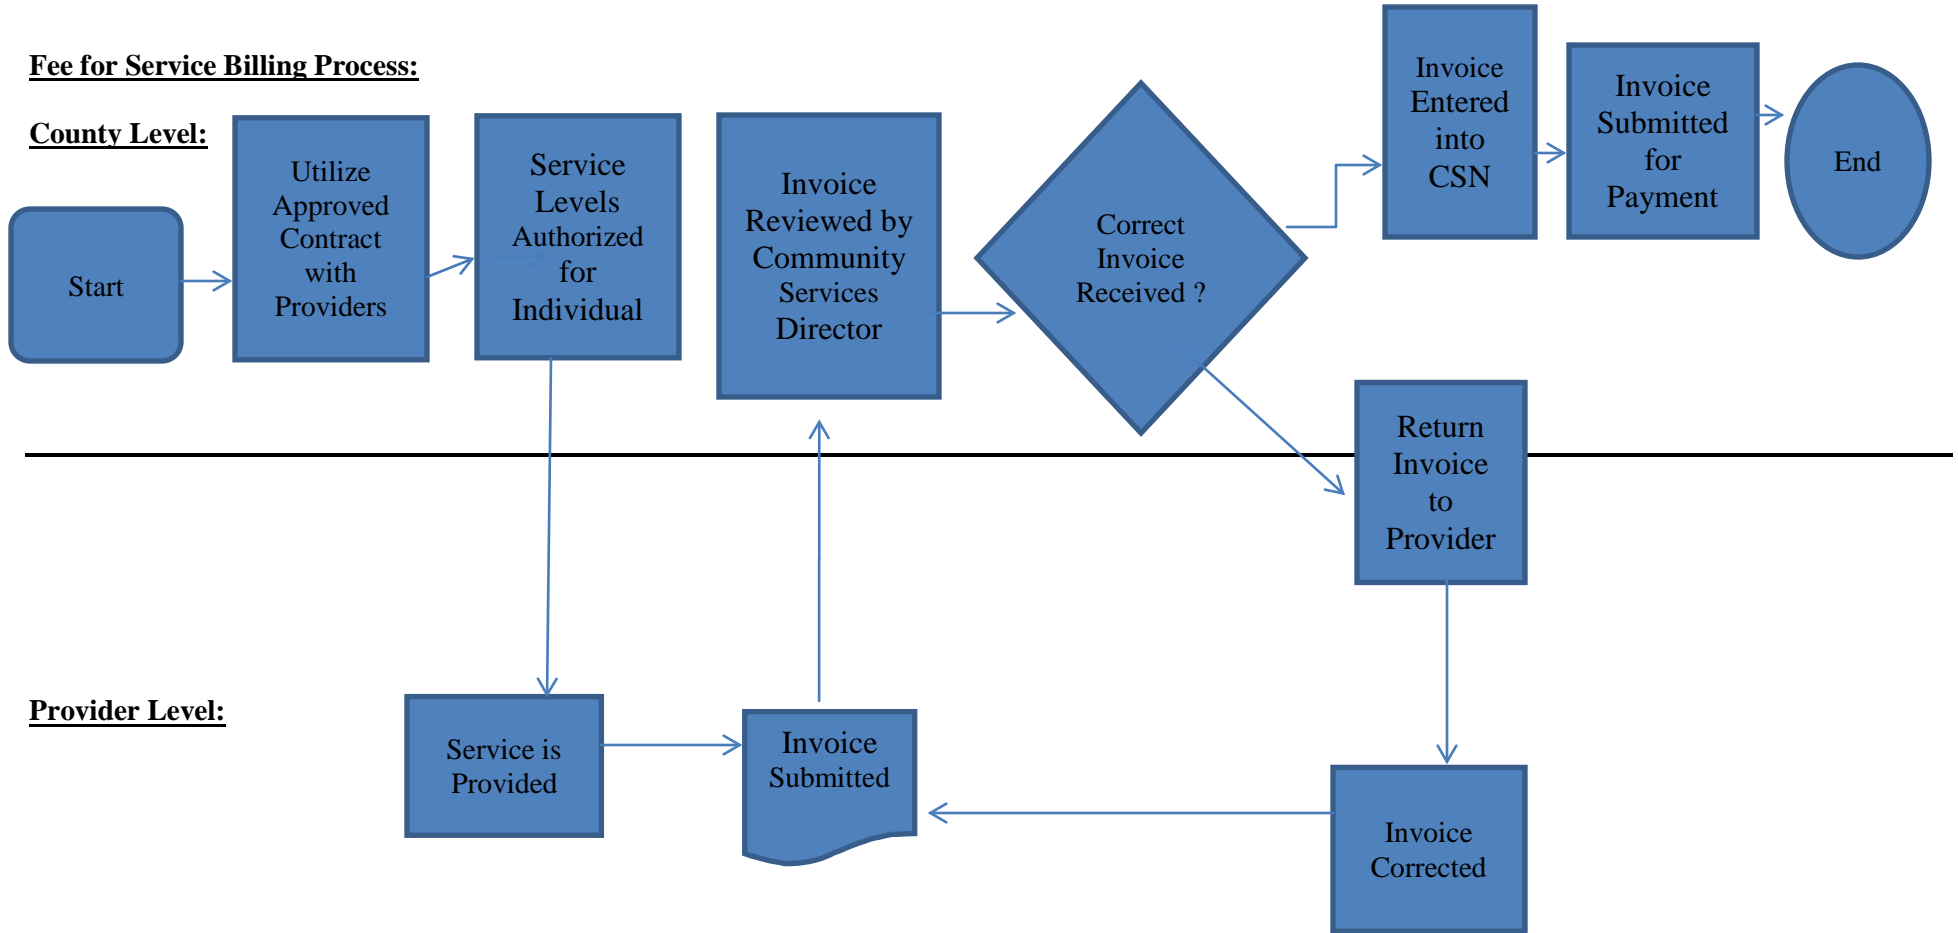 Fee for Service Billing Process:
County Level:
Start
Utilize
Approved
Contract
with
Providers
Service
Levels
Authorized
for
Individual
Invoice
Reviewed by
Community
Services
Director
Correct
Invoice
Received ?
Invoice
Entered
into
CSN
Invoice
Submitted
for
Payment
End
Return
Invoice
to
Provider
Provider Level:
Service is
Provided
Invoice
Submitted
Invoice
Corrected